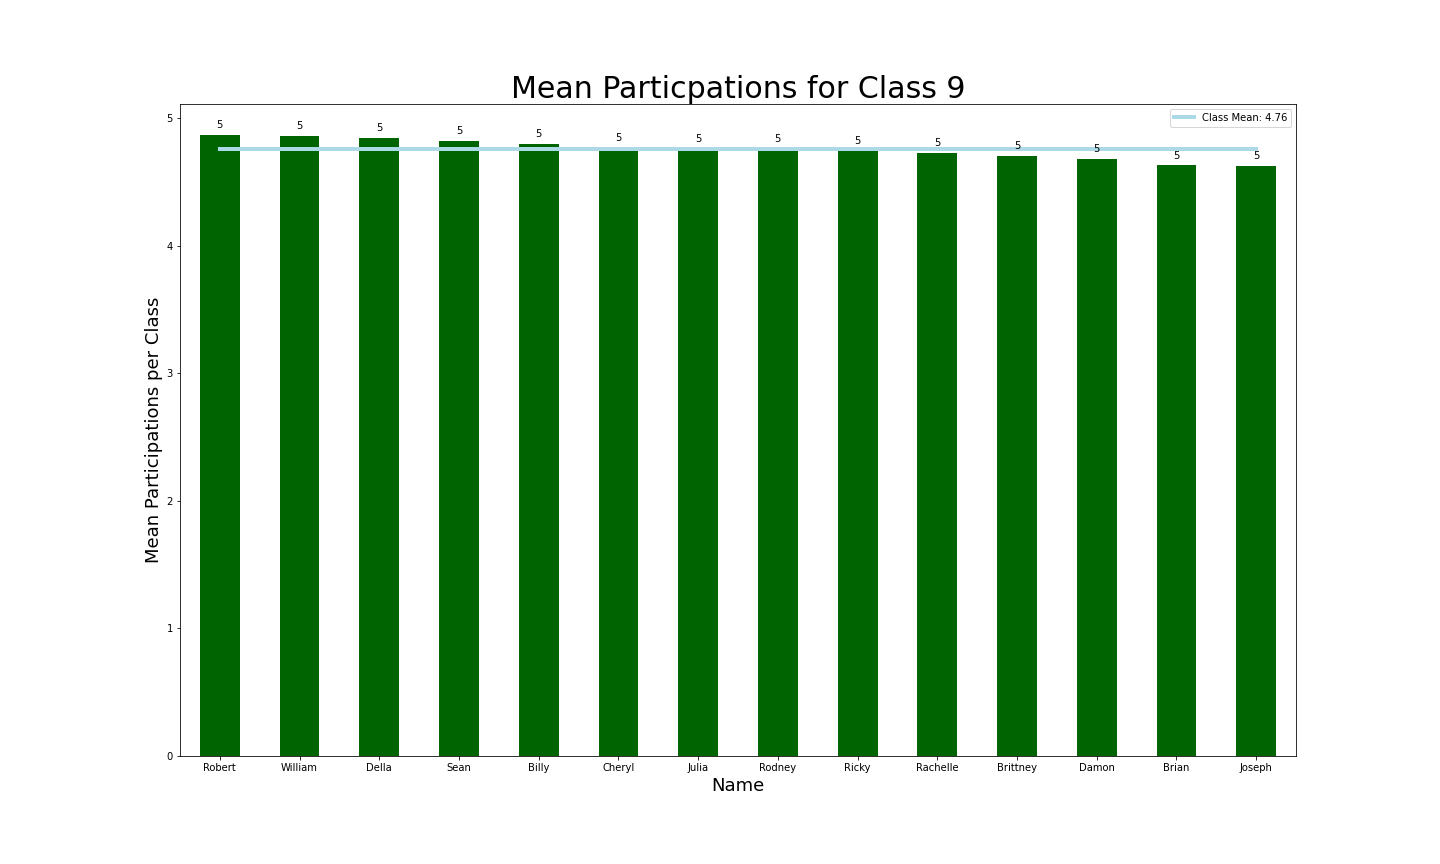 Mean Particpations for Class 9
Class Mean: 4.76
5 5 5 5 5 5 5 5 5 5 5 5 5 5
Mean Participations per Class
5
4
3
2
1
0
Robert William Della Sean Billy Cheryl Julia Rodney Ricky Rachelle Brittney Damon Brian Joseph
Name